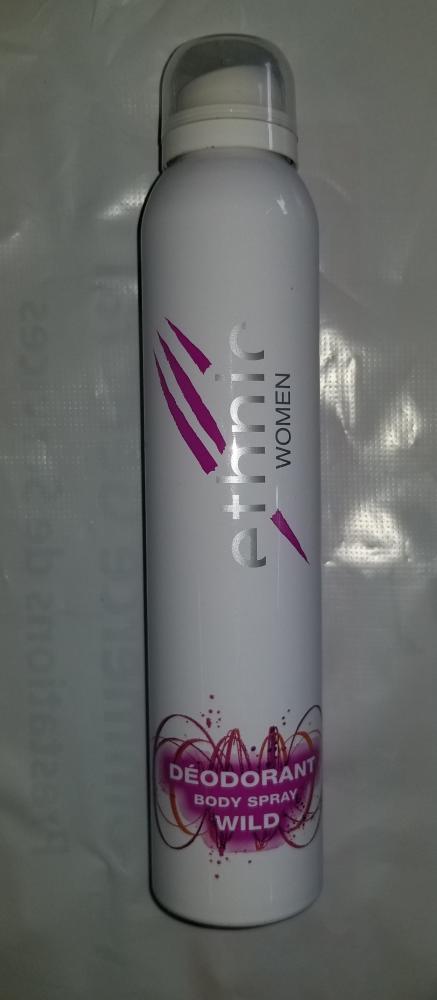 ethnic
WOMEN
DÉODORANT
BODY SPRAY
WILD